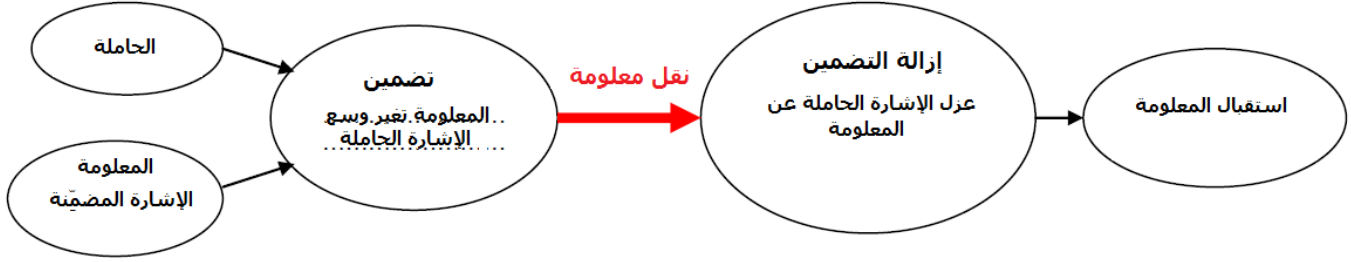 الحاملة
المعلومة
الإشارة المضمّنة
تضمين
المعلومة تغير وسع..
الإشارة الحاملة
نقل معلومة
إزالة التضمين
عزل الإشارة الحاملة عن
المعلومة
استقبال المعلومة